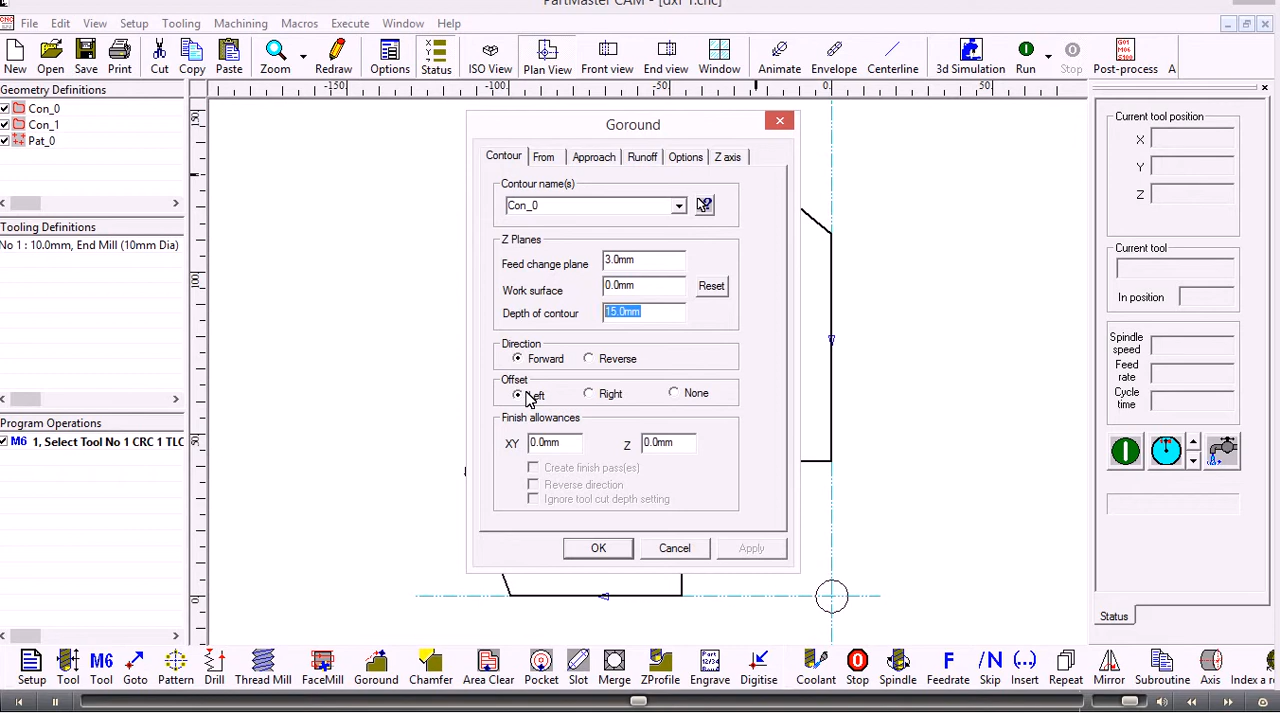 PartMaster CAM - [dxf 1.cnc]
File Edit View Setup Tooling Machining Macros Execute Window Help
New Open Save Print Cut Copy Paste Zoom Redraw Options Status ISO View Plan View Front view End view Window Animate Envelope Centerline 3d Simulation Run Stop Post-process A
Geometry Definitions
Con_0
Con_1
Pat_0
Tooling Definitions
No 1 : 10.0mm, End Mill (10mm Dia)
Program Operations
M6 1, Select Tool No 1 CRC 1 TLC
-150 -100 -50 0 50
150
100
50
0
Goround
Contour From Approach Runoff Options Z axis
Contour name(s)
Con_0
Z Planes
Feed change plane 3.0mm
Work surface 0.0mm Reset
Depth of contour 15.0mm
Direction
Forward Reverse
Offset
Left Right None
Finish allowances
XY 0.0mm Z 0.0mm
Create finish pass(es)
Reverse direction
Ignore tool cut depth setting
OK Cancel Apply
Current tool position
X
Y
Z
Current tool
In position
Spindle speed
Feed rate
Cycle time
Status
Setup Tool M6 Tool Goto Pattern Drill Thread Mill FaceMill Goround Chamfer Area Clear Pocket Slot Merge ZProfile Engrave Digitise Coolant Stop Spindle Feedrate Skip Insert Repeat Mirror Subroutine Axis Index a r